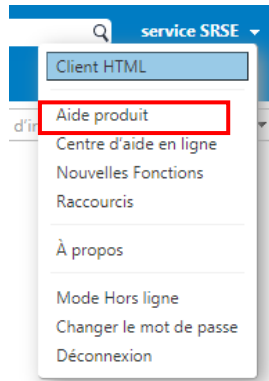 service SRSE
Client HTML
d'in
Aide produit
Centre d'aide en ligne
Nouvelles Fonctions
Raccourcis
À propos
Mode Hors ligne
Changer le mot de passe
Déconnexion